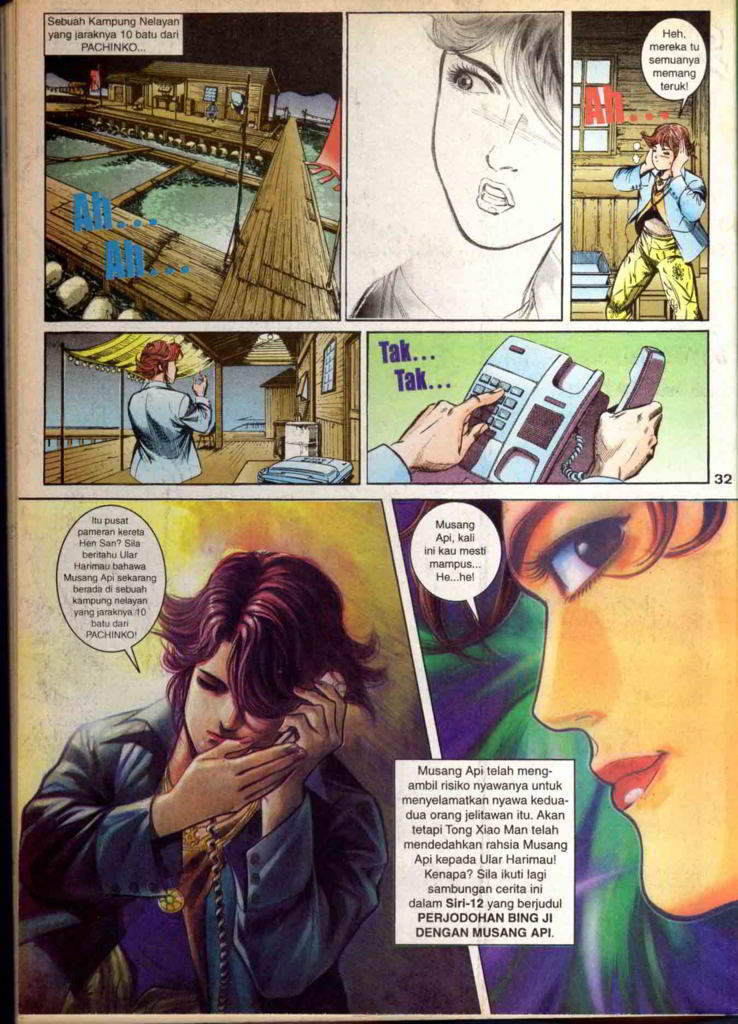 Sebuah Kampung Nelayan
yang jaraknya 10 batu dari
PACHINKO...
Ah...
Ah...
Ah...
Heh,
mereka tu
semuanya
memang
teruk!
Tak...
Tak...
32
Itu pusat
pameran kereta
Hen San? Sila
beritahu Ular
Harimau bahawa
Musang Api sekarang
berada di sebuah
kampung nelayan
yang jaraknya 10
batu dari
PACHINKO!
Musang
Api, kali
ini kau mesti
mampus...
He...he!
Musang Api telah meng-
ambil risiko nyawanya untuk
menyelamatkan nyawa kedua-
dua orang jelitawan itu. Akan
tetapi Tong Xiao Man telah
mendedahkan rahsia Musang
Api kepada Ular Harimau!
Kenapa? Sila ikuti lagi
sambungan cerita ini
dalam Siri-12 yang berjudul
PERJODOHAN BING JI
DENGAN MUSANG API.